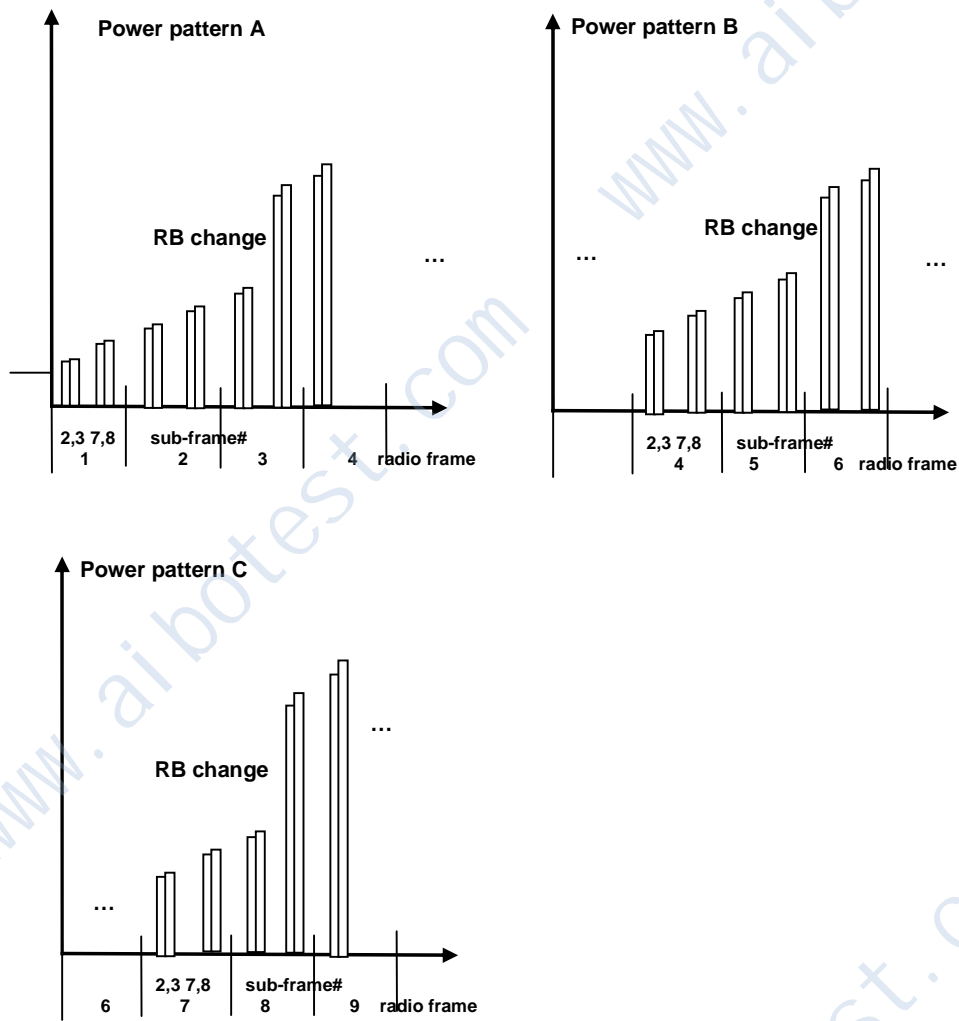 Power pattern A
RB change
...
2,3 7,8 sub-frame#
1 2 3 4 radio frame
Power pattern B
RB change
...
...
2,3 7,8 sub-frame#
4 5 6 radio frame
Power pattern C
RB change
...
...
2,3 7,8 sub-frame#
6 7 8 9 radio frame
www.aibotest.com